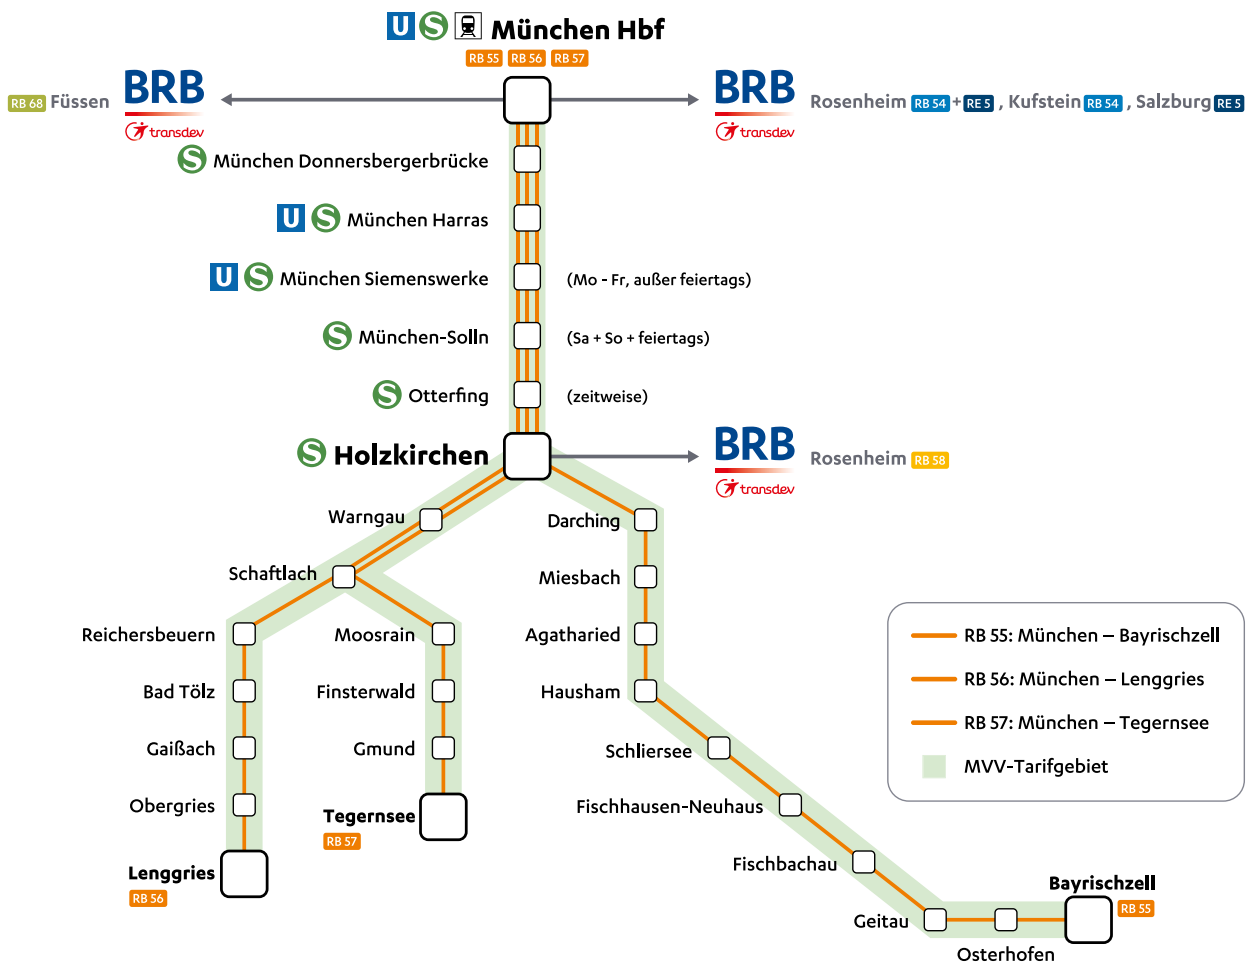 U S München Hbf
RB 55 RB 56 RB 57
RB 68 Füssen BRB transdev
BRB transdev Rosenheim RB 54 + RE 5 , Kufstein RB 54 , Salzburg RE 5
S München Donnersbergerbrücke
U S München Harras
U S München Siemenswerke (Mo - Fr, außer feiertags)
S München-Solln (Sa + So + feiertags)
S Otterfing (zeitweise)
S Holzkirchen
BRB transdev Rosenheim RB 58
Warngau
Schaftlach
Reichersbeuern
Bad Tölz
Gaißach
Obergries
Lenggries
RB 56
Moosrain
Finsterwald
Gmund
Tegernsee
RB 57
Darching
Miesbach
Agatharied
Hausham
Schliersee
Fischhausen-Neuhaus
Fischbachau
Geitau
Osterhofen
Bayrischzell
RB 55
RB 55: München – Bayrischzell
RB 56: München – Lenggries
RB 57: München – Tegernsee
MVV-Tarifgebiet